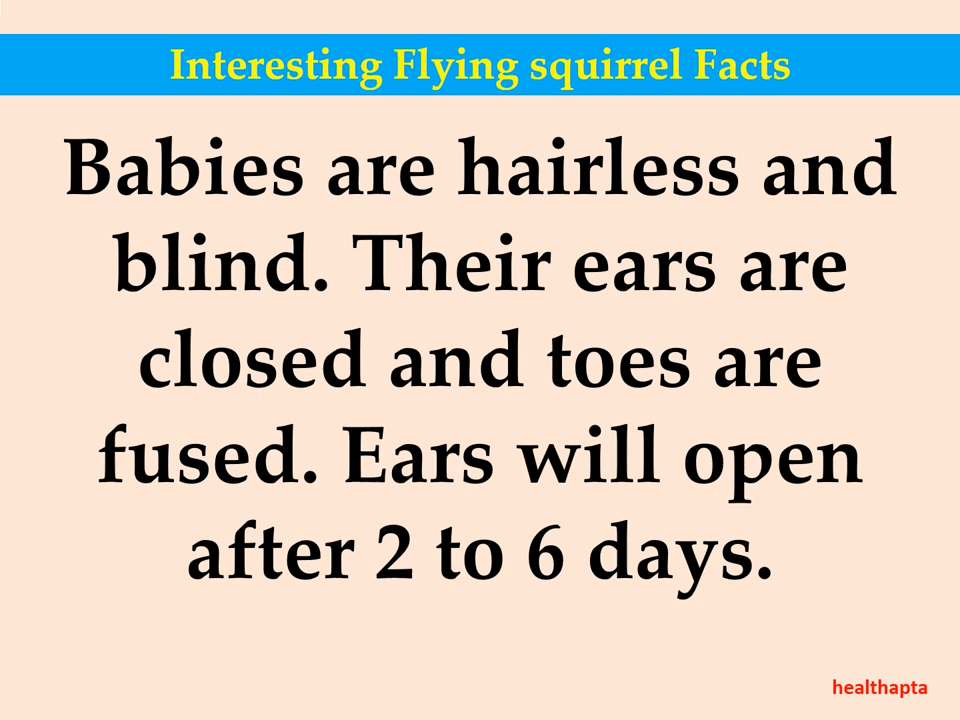 Interesting Flying squirrel Facts
Babies are hairless and
blind. Their ears are
closed and toes are
fused. Ears will open
after 2 to 6 days.
healthapta